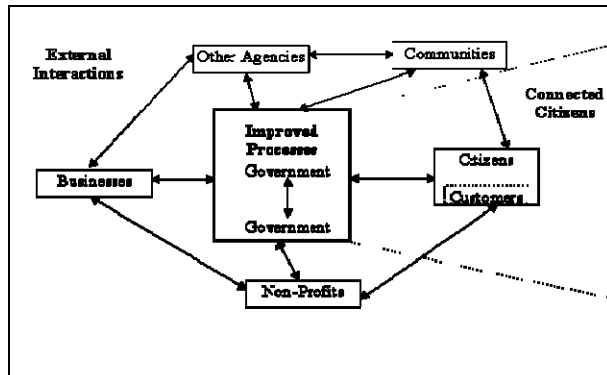 External
Interactions
Other Agencies
Communities
Connected
Citizens
Improved
Processes
Government
Government
Businesses
Citizens
Customers
Non-Profits